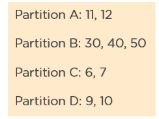 Partition A: 11, 12
Partition B: 30, 40, 50
Partition C: 6, 7
Partition D: 9, 10